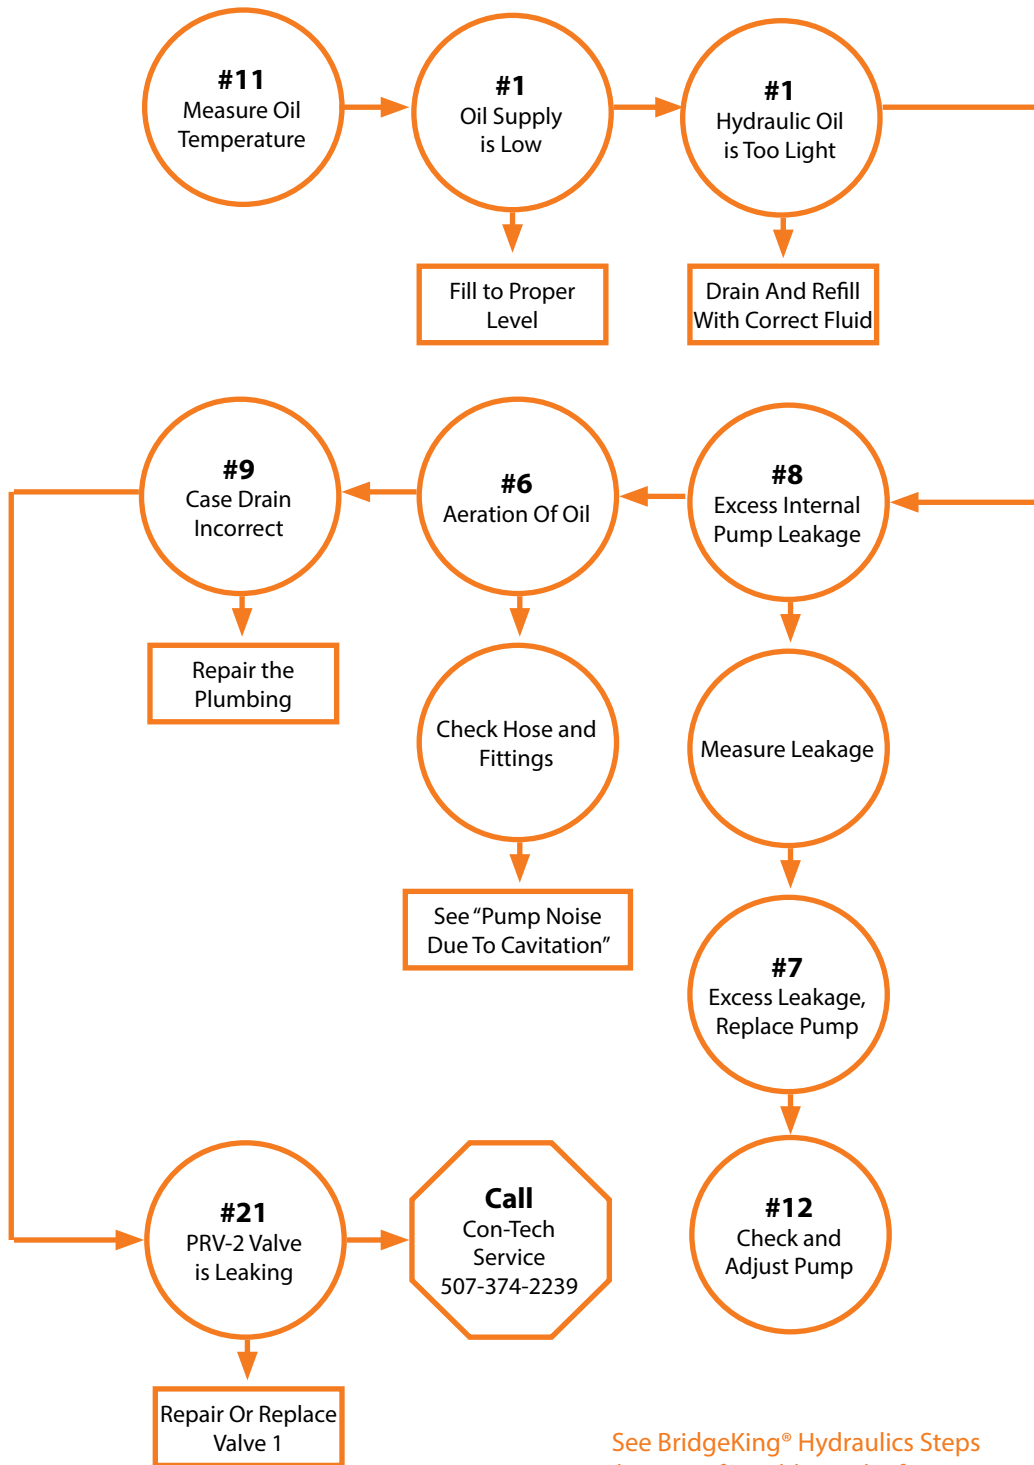 #11
Measure Oil
Temperature
#1
Oil Supply
is Low
#1
Hydraulic Oil
is Too Light
Fill to Proper
Level
Drain And Refill
With Correct Fluid
#9
Case Drain
Incorrect
#6
Aeration Of Oil
#8
Excess Internal
Pump Leakage
Repair the
Plumbing
Check Hose and
Fittings
Measure Leakage
See “Pump Noise
Due To Cavitation”
#7
Excess Leakage,
Replace Pump
#21
PRV-2 Valve
is Leaking
Call
Con-Tech
Service
507-374-2239
#12
Check and
Adjust Pump
Repair Or Replace
Valve 1
See BridgeKing® Hydraulics Steps